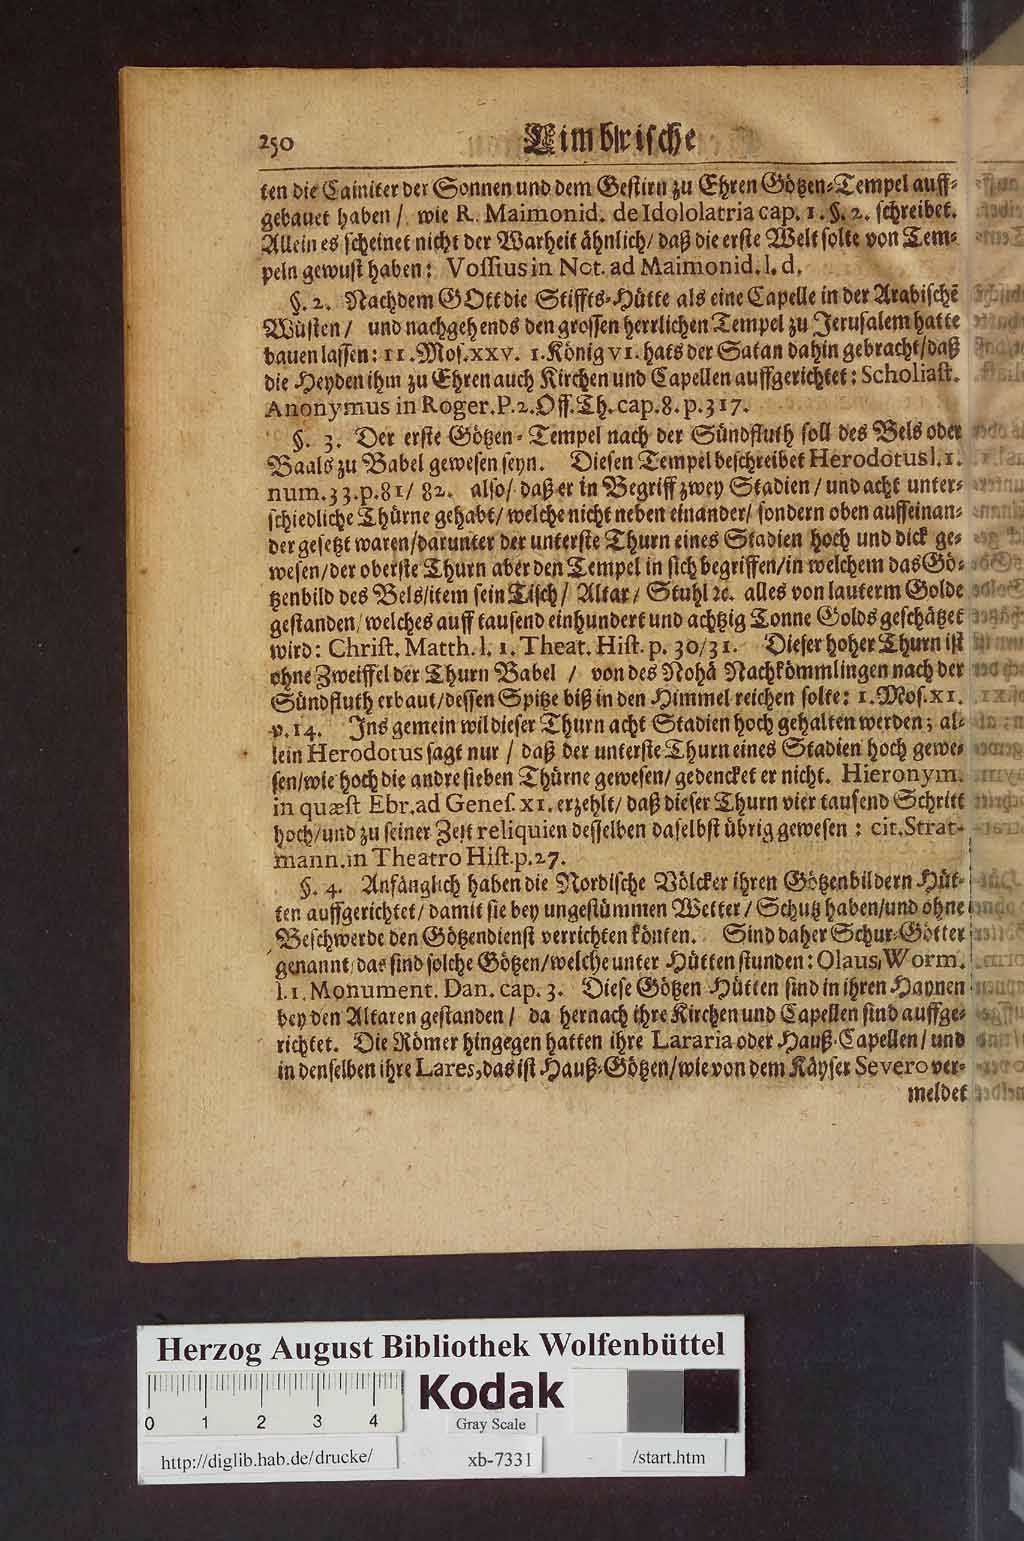 250 Cimbrische
ten die Cainiter der Sonnen und dem Gestirn zu Ehren Götzen-Tempel auff-
gebauet haben / wie R. Maimonid. de Idololatria cap. 1. §. 2. schreibet.
Allein es scheinet nicht der Warheit ähnlich / daß die erste Welt solte von Tem-
peln gewust haben: Vossius in Not. ad Maimonid. l. d.
§. 2. Nachdem GOtt die Stiffts-Hütte als eine Capelle in der Arabischē
Wüsten / und nachgehends den grossen herrlichen Tempel zu Jerusalem hatte
bauen lassen: 11. Mos. XXV. 1. König VI. hats der Satan dahin gebracht / daß
die Heyden ihm zu Ehren auch Kirchen und Capellen auffgerichtet: Scholiast.
Anonymus in Roger. P. 2. Off. Th. cap. 8. p. 317.
§. 3. Der erste Götzen-Tempel nach der Sündfluth soll des Bels oder
Baals zu Babel gewesen seyn. Diesen Tempel beschreibet Herodotus l. 1.
num. 33. p. 81 / 82. also / daß er in Begriff zwey Stadien / und acht unter-
schiedliche Thürne gehabt / welche nicht neben einander / sondern oben auffeinan-
der gesetzt waren / darunter der unterste Thurn eines Stadien hoch und dick ge-
wesen / der oberste Thurn aber den Tempel in sich begriffen / in welchem das Gö-
tzenbild des Bels / item sein Tisch / Altar / Stuhl ꝛc. alles von lauterm Golde
gestanden / welches auff tausend einhundert und achtzig Tonne Golds geschätzet
wird: Christ. Matth. l. 1. Theat. Hist. p. 30 / 31. Dieser hoher Thurn ist
ohne Zweiffel der Thurn Babel / von des Nohä Nachkömmlingen nach der
Sündfluth erbaut / dessen Spitze biß in den Himmel reichen solte: 1. Mos. XI.
v. 14. Ins gemein wil dieser Thurn acht Stadien hoch gehalten werden; al-
lein Herodotus sagt nur / daß der unterste Thurn eines Stadien hoch gewe-
sen / wie hoch die andre sieben Thürne gewesen / gedencket er nicht. Hieronym.
in quæst Ebr. ad Genes. XI. erzehlt / daß dieser Thurn vier tausend Schritt
hoch / und zu seiner Zeit reliquien desselben daselbst übrig gewesen: cit. Strat-
mann. in Theatro Hist. p. 27.
§. 4. Anfänglich haben die Nordische Völcker ihren Götzenbildern Hüt-
ten auffgerichtet / damit sie bey ungestümmen Wetter / Schutz haben / und ohne
Beschwerde den Götzendienst verrichten könten. Sind daher Schur-Götter
genannt / das sind solche Götzen / welche unter Hütten stunden: Olaus Worm.
l. 1. Monument. Dan. cap. 3. Diese Götzen Hütten sind in ihren Haynen
bey den Altaren gestanden / da hernach ihre Kirchen und Capellen sind auffge-
richtet. Die Römer hingegen hatten ihre Lararia oder Hauß-Capellen / und
in denselben ihre Lares, das ist Hauß-Götzen / wie von dem Käyser Severo ver-
meldet
Herzog August Bibliothek Wolfenbüttel
0 1 2 3 4
Kodak
Gray Scale
http://diglib.hab.de/drucke/ xb-7331 /start.htm